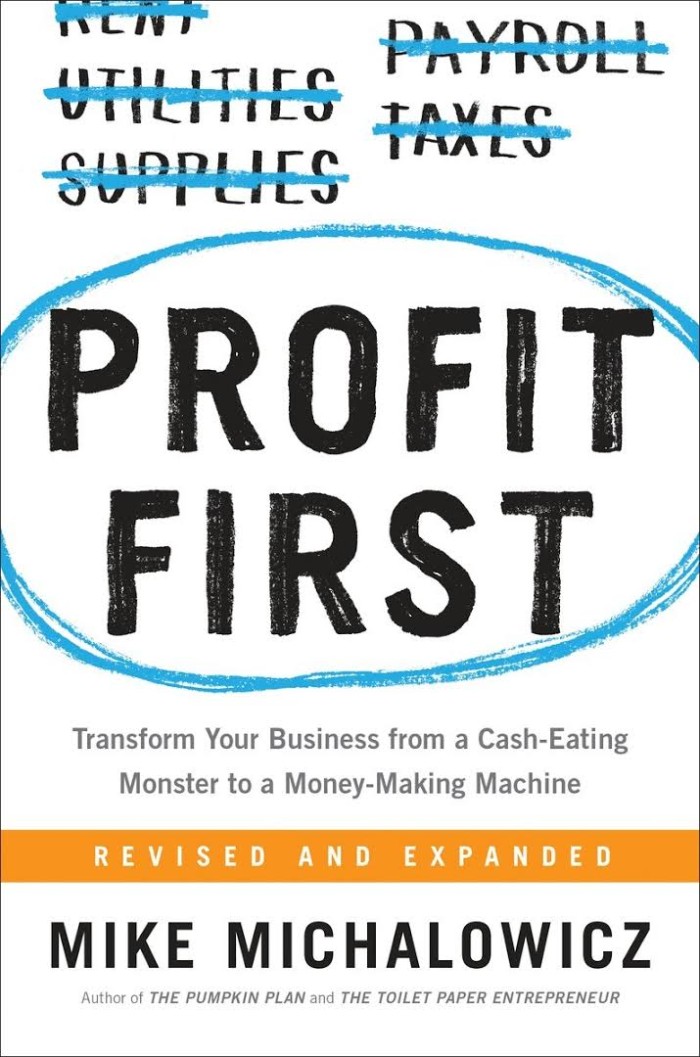 RENT
UTILITIES
SUPPLIES
PAYROLL
TAXES
PROFIT
FIRST
Transform Your Business from a Cash-Eating
Monster to a Money-Making Machine
REVISED AND EXPANDED
MIKE MICHALOWICZ
Author of THE PUMPKIN PLAN and THE TOILET PAPER ENTREPRENEUR